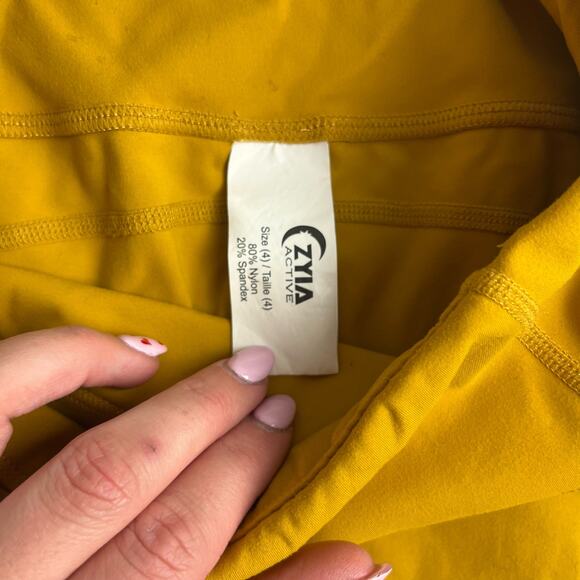 ZYIA
ACTIVE
Size (4) / Taille (4)
80% Nylon
20% Spandex